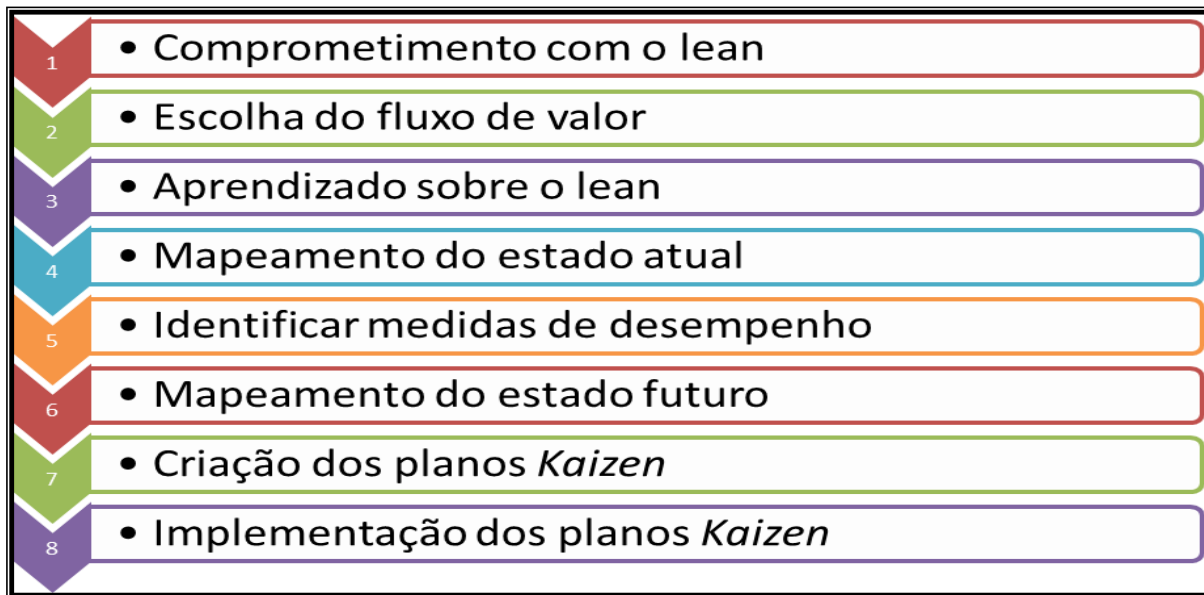 1 • Comprometimento com o lean
2 • Escolha do fluxo de valor
3 • Aprendizado sobre o lean
4 • Mapeamento do estado atual
5 • Identificar medidas de desempenho
6 • Mapeamento do estado futuro
7 • Criação dos planos Kaizen
8 • Implementação dos planos Kaizen